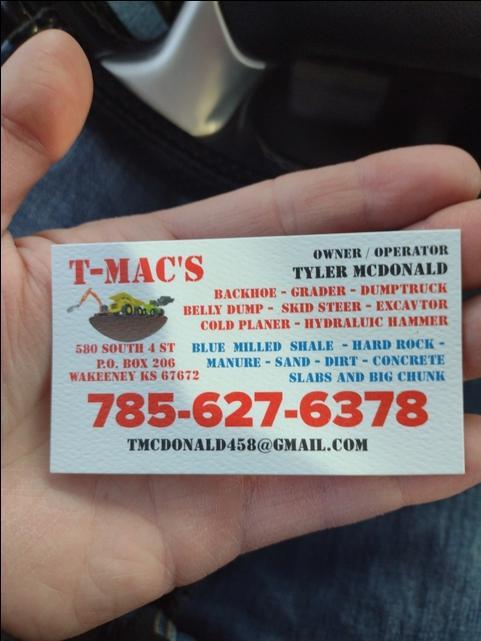 T-MAC'S
OWNER / OPERATOR
TYLER MCDONALD
BACKHOE - GRADER - DUMPTRUCK
BELLY DUMP - SKID STEER - EXCAVTOR
COLD PLANER - HYDRALUIC HAMMER
580 SOUTH 4 ST
P.O. BOX 206
WAKEENEY KS 67672
BLUE MILLED SHALE - HARD ROCK -
MANURE - SAND - DIRT - CONCRETE
SLABS AND BIG CHUNK
785-627-6378
TMCDONALD458@GMAIL.COM